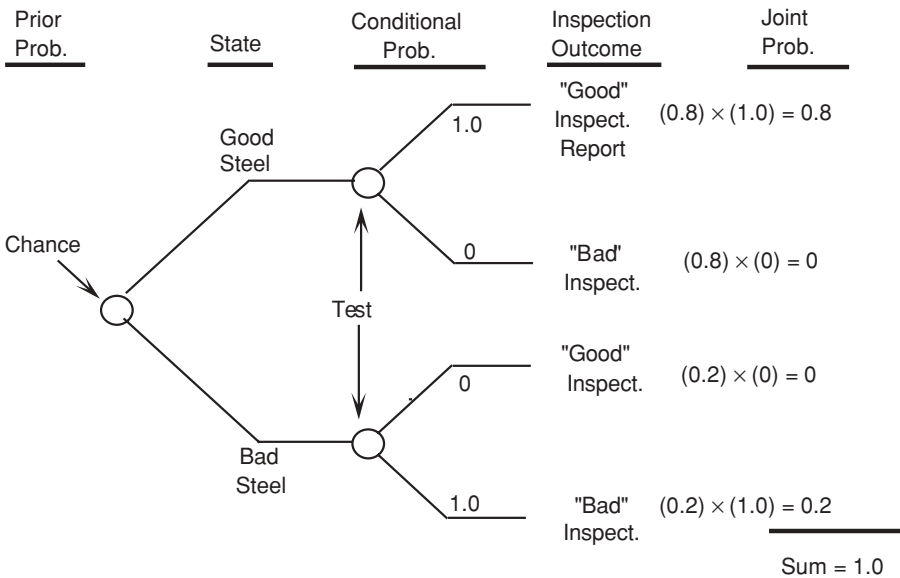 Prior
Prob.
State
Conditional
Prob.
Inspection
Outcome
Joint
Prob.
"Good"
Inspect.
Report
(0.8) × (1.0) = 0.8
1.0
Good
Steel
Chance
0
"Bad"
Inspect.
(0.8) × (0) = 0
Test
"Good"
Inspect.
(0.2) × (0) = 0
0
Bad
Steel
1.0
"Bad"
Inspect.
(0.2) × (1.0) = 0.2
Sum = 1.0